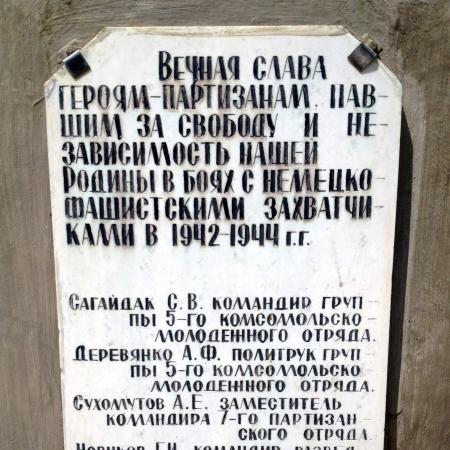 Вечная слава
героям-партизанам, пав-
шим за свободу и не-
зависимость нашей
Родины в боях с немецко-
фашистскими захватчи-
ками в 1942-1944 г.г.
Сагайдак С.В. командир груп-
пы 5-го комсомольско-
молодежного отряда.
Деревянко А.Ф. политрук груп-
пы 5-го комсомольско-
молодежного отряда.
Сухомутов А.Е. заместитель
командира 7-го партизан-
ского отряда.
командир